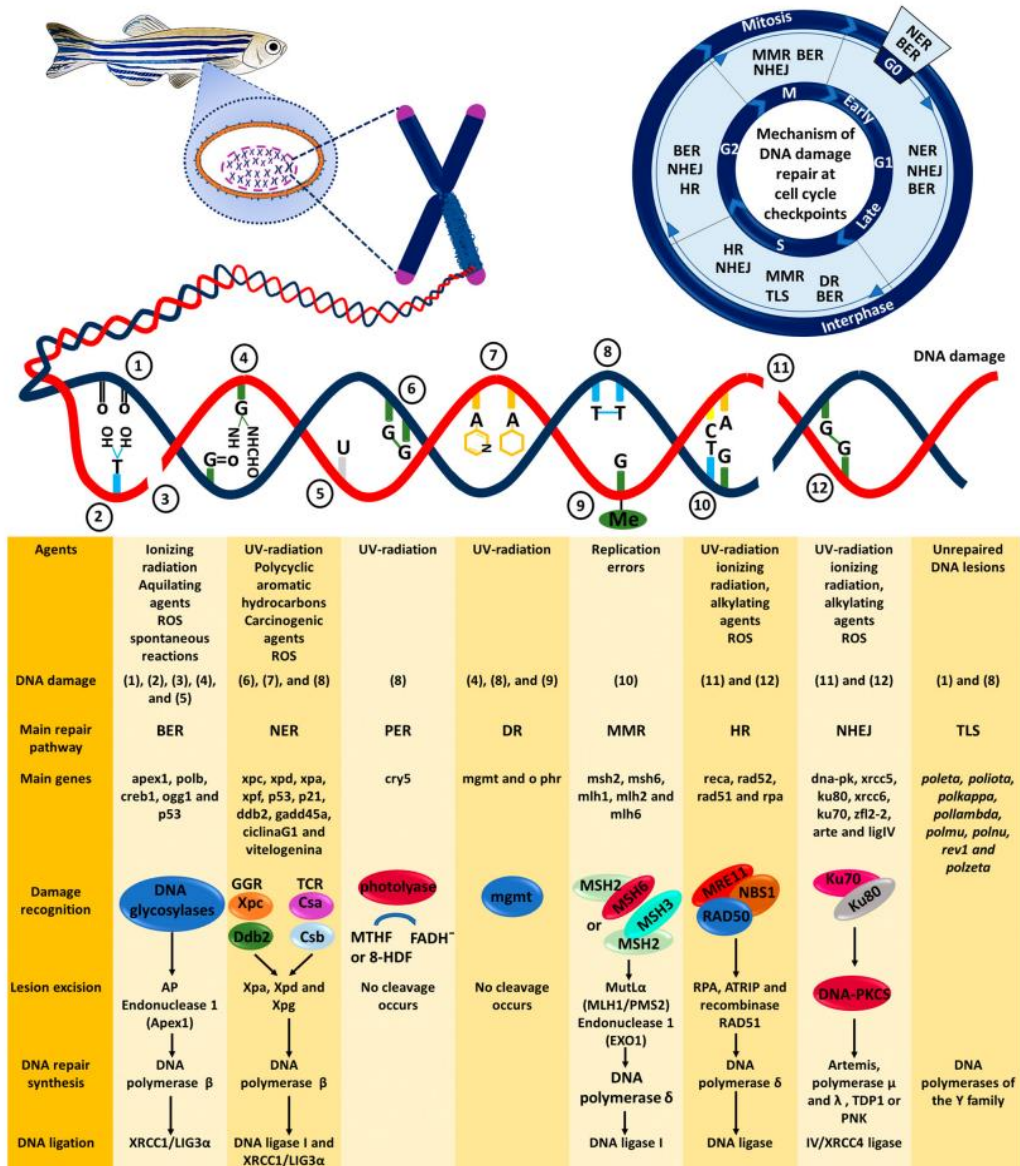 Mitosis
NER
BER
G0
MMR BER
NHEJ
M
Early
G2
G1
Late
S
Mechanism of
DNA damage
repair at
cell cycle
checkpoints
BER
NHEJ
HR
NER
NHEJ
BER
HR
NHEJ
MMR
TLS
DR
BER
Interphase
DNA damage
1
2
3
4
5
6
7
8
9
10
11
12
O
O
OH
OH
T
G
NH
NHCHO
G=O
U
G
G
A
A
N
T
T
G
Me
C
A
T
G
G
G
Agents
Ionizing
radiation
Aquilating
agents
ROS
spontaneous
reactions
UV-radiation
Polycyclic
aromatic
hydrocarbons
Carcinogenic
agents
ROS
UV-radiation
UV-radiation
Replication
errors
UV-radiation
ionizing
radiation,
alkylating
agents
ROS
UV-radiation
ionizing
radiation,
alkylating
agents
ROS
Unrepaired
DNA lesions
DNA damage
(1), (2), (3), (4),
and (5)
(6), (7), and (8)
(8)
(4), (8), and (9)
(10)
(11) and (12)
(11) and (12)
(1) and (8)
Main repair
pathway
BER
NER
PER
DR
MMR
HR
NHEJ
TLS
Main genes
apex1, polb,
creb1, ogg1 and
p53
xpc, xpd, xpa,
xpf, p53, p21,
ddb2, gadd45a,
ciclinaG1 and
vitelogenina
cry5
mgmt and o phr
msh2, msh6,
mlh1, mlh2 and
mlh6
reca, rad52,
rad51 and rpa
dna-pk, xrcc5,
ku80, xrcc6,
ku70, zfl2-2,
arte and ligIV
poleta, poliota,
polkappa,
pollambda,
polmu, polnu,
rev1 and
polzeta
Damage
recognition
DNA
glycosylases
GGR
Xpc
Ddb2
TCR
Csa
Csb
photolyase
MTHF
or 8-HDF
FADH⁻
mgmt
MSH2
MSH6
or
MSH3
MSH2
MRE11
NBS1
RAD50
Ku70
Ku80
Lesion excision
AP
Endonuclease 1
(Apex1)
Xpa, Xpd and
Xpg
No cleavage
occurs
No cleavage
occurs
MutLα
(MLH1/PMS2)
Endonuclease 1
(EXO1)
RPA, ATRIP and
recombinase
RAD51
DNA-PKCS
DNA repair
synthesis
DNA
polymerase β
DNA
polymerase β
DNA
polymerase δ
DNA
polymerase δ
Artemis,
polymerase μ
and λ , TDP1 or
PNK
DNA
polymerases of
the Y family
DNA ligation
XRCC1/LIG3α
DNA ligase I and
XRCC1/LIG3α
DNA ligase I
DNA ligase
IV/XRCC4 ligase